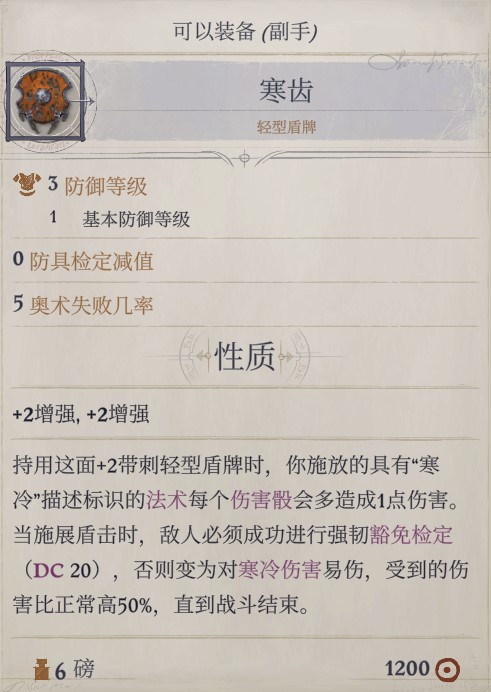 可以装备 (副手)
寒齿
轻型盾牌
3 防御等级
1 基本防御等级
0 防具检定减值
5 奥术失败几率
性质
+2增强, +2增强
持用这面+2带刺轻型盾牌时，你施放的具有“寒
冷”描述标识的法术每个伤害骰会多造成1点伤害。
当施展盾击时，敌人必须成功进行强韧豁免检定
（DC 20），否则变为对寒冷伤害易伤，受到的伤
害比正常高50%，直到战斗结束。
6 磅
1200